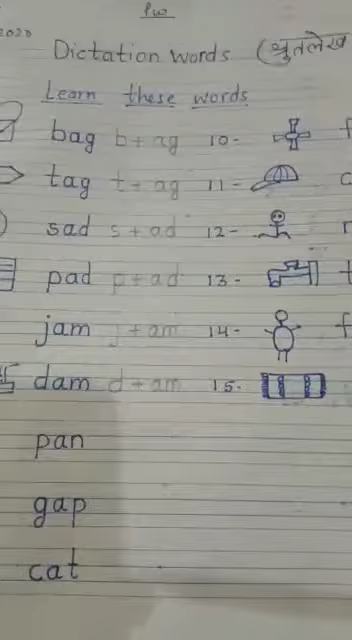 P.W
2020
Dictation words (श्रुतलेख
Learn these words
bag b + ag 10-
tag t + ag 11-
sad s + ad 12-
pad p + ad 13-
jam j + am 14-
dam d + am 15-
pan
gap
cat